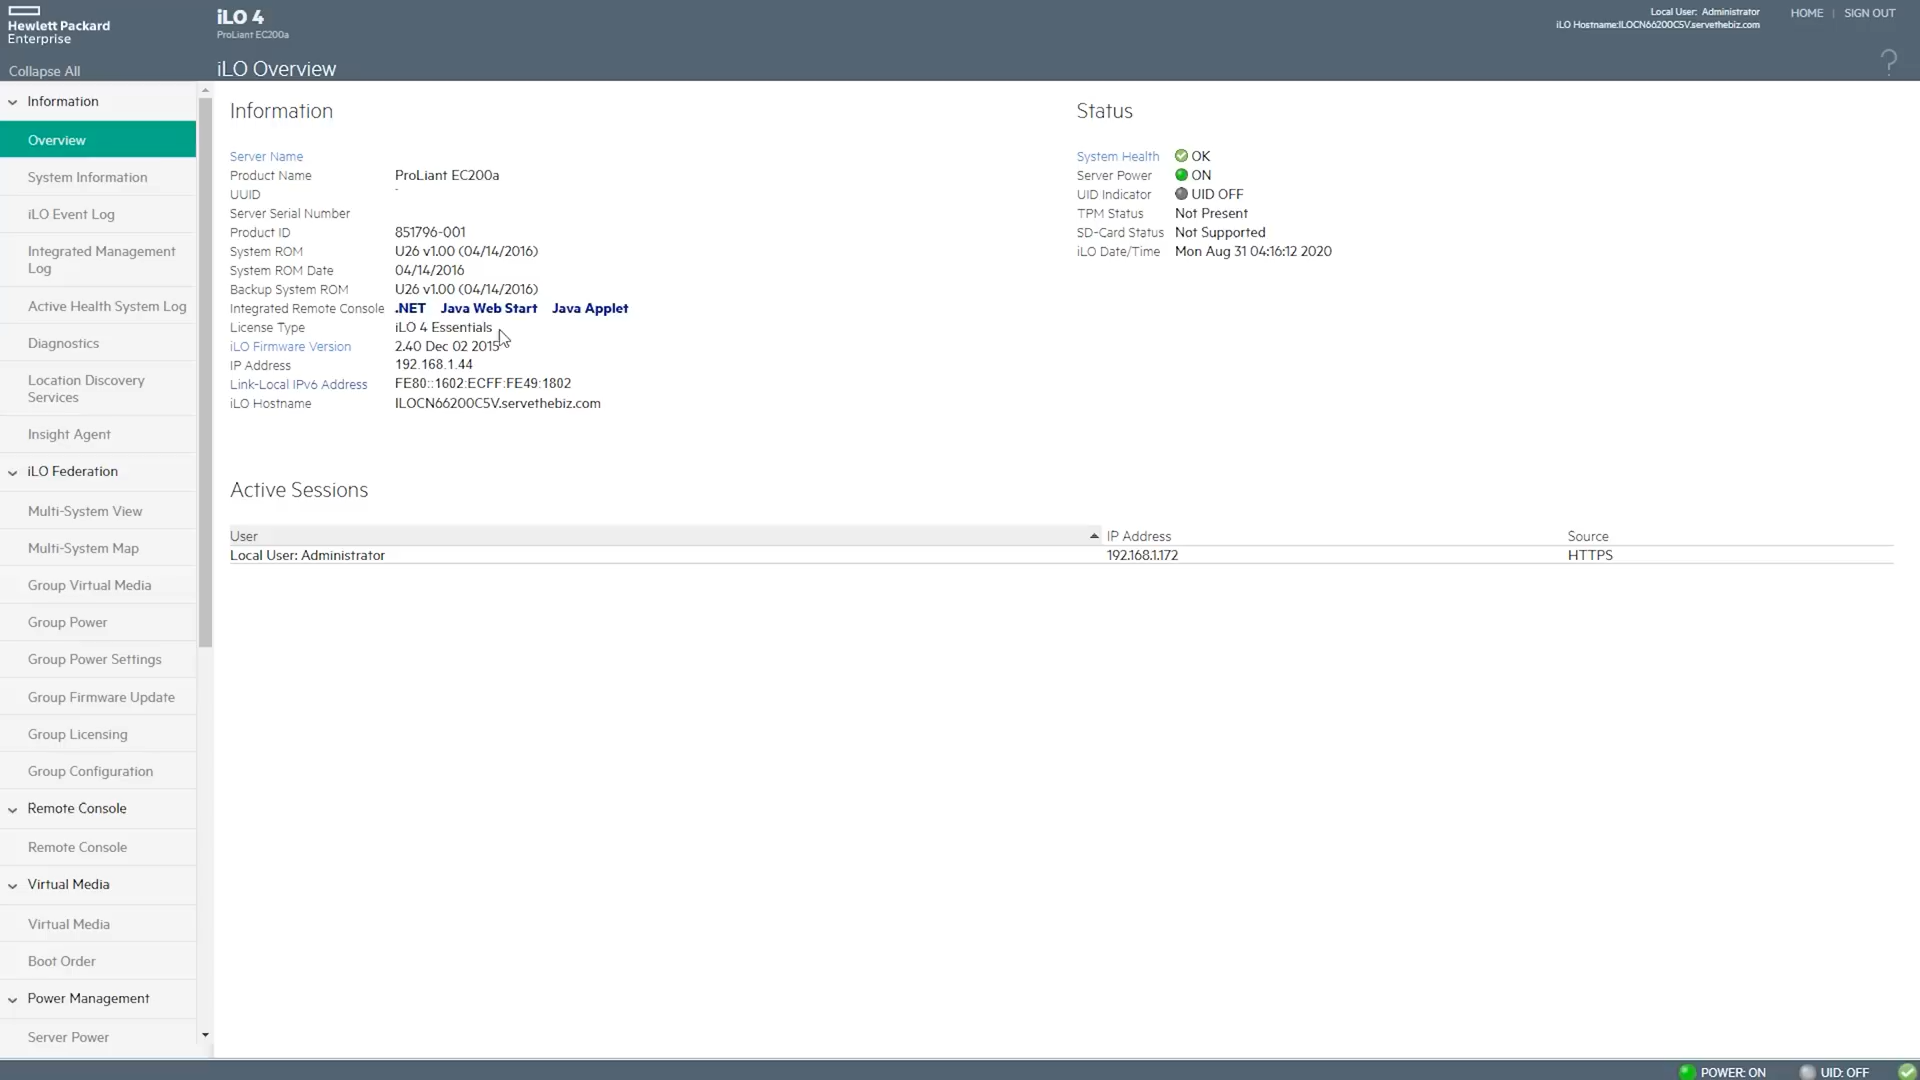 Hewlett Packard
Enterprise
iLO 4
ProLiant EC200a
Local User: Administrator
iLO Hostname:ILOCN66200C5V.servethebiz.com
HOME | SIGN OUT
Collapse All
iLO Overview
?
Information
Overview
System Information
iLO Event Log
Integrated Management
Log
Active Health System Log
Diagnostics
Location Discovery
Services
Insight Agent
iLO Federation
Multi-System View
Multi-System Map
Group Virtual Media
Group Power
Group Power Settings
Group Firmware Update
Group Licensing
Group Configuration
Remote Console
Remote Console
Virtual Media
Virtual Media
Boot Order
Power Management
Server Power
Information
Server Name
Product Name ProLiant EC200a
UUID
Server Serial Number
Product ID 851796-001
System ROM U26 v1.00 (04/14/2016)
System ROM Date 04/14/2016
Backup System ROM U26 v1.00 (04/14/2016)
Integrated Remote Console .NET Java Web Start Java Applet
License Type iLO 4 Essentials
iLO Firmware Version 2.40 Dec 02 2015
IP Address 192.168.1.44
Link-Local IPv6 Address FE80::1602:ECFF:FE49:1802
iLO Hostname ILOCN66200C5V.servethebiz.com
Status
System Health OK
Server Power ON
UID Indicator UID OFF
TPM Status Not Present
SD-Card Status Not Supported
iLO Date/Time Mon Aug 31 04:16:12 2020
Active Sessions
User IP Address Source
Local User: Administrator 192.168.1.172 HTTPS
POWER: ON UID: OFF